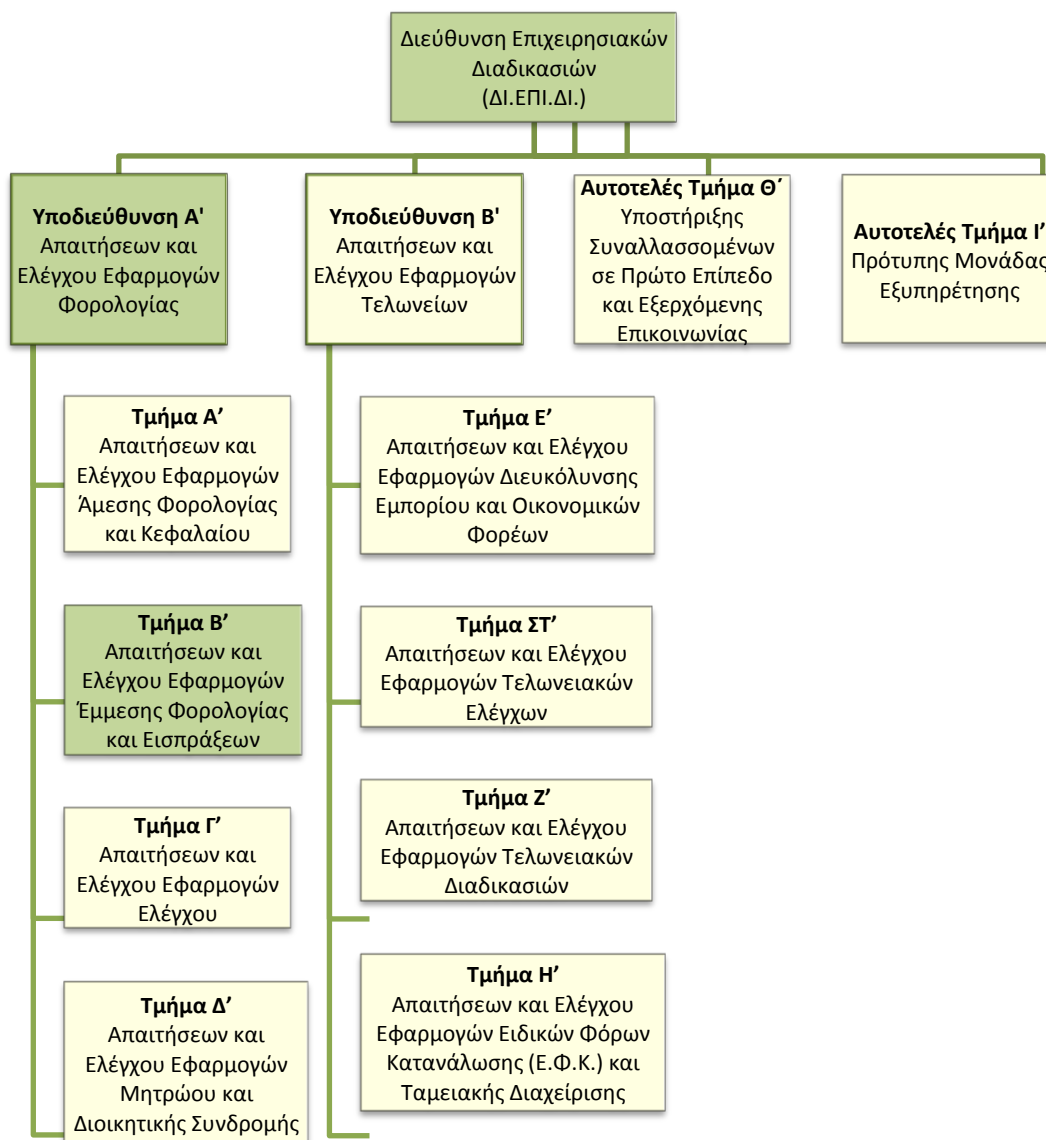 Διεύθυνση Επιχειρησιακών
Διαδικασιών
(ΔΙ.ΕΠΙ.ΔΙ.)
Υποδιεύθυνση Α'
Απαιτήσεων και
Ελέγχου Εφαρμογών
Φορολογίας
Υποδιεύθυνση Β'
Απαιτήσεων και
Ελέγχου Εφαρμογών
Τελωνείων
Αυτοτελές Τμήμα Θ΄
Υποστήριξης
Συναλλασσομένων
σε Πρώτο Επίπεδο
και Εξερχόμενης
Επικοινωνίας
Αυτοτελές Τμήμα Ι’
Πρότυπης Μονάδας
Εξυπηρέτησης
Τμήμα Α’
Απαιτήσεων και
Ελέγχου Εφαρμογών
Άμεσης Φορολογίας
και Κεφαλαίου
Τμήμα Β’
Απαιτήσεων και
Ελέγχου Εφαρμογών
Έμμεσης Φορολογίας
και Εισπράξεων
Τμήμα Γ’
Απαιτήσεων και
Ελέγχου Εφαρμογών
Ελέγχου
Τμήμα Δ’
Απαιτήσεων και
Ελέγχου Εφαρμογών
Μητρώου και
Διοικητικής Συνδρομής
Τμήμα Ε’
Απαιτήσεων και Ελέγχου
Εφαρμογών Διευκόλυνσης
Εμπορίου και Οικονομικών
Φορέων
Τμήμα ΣΤ’
Απαιτήσεων και Ελέγχου
Εφαρμογών Τελωνειακών
Ελέγχων
Τμήμα Ζ’
Απαιτήσεων και Ελέγχου
Εφαρμογών Τελωνειακών
Διαδικασιών
Τμήμα Η’
Απαιτήσεων και Ελέγχου
Εφαρμογών Ειδικών Φόρων
Κατανάλωσης (Ε.Φ.Κ.) και
Ταμειακής Διαχείρισης